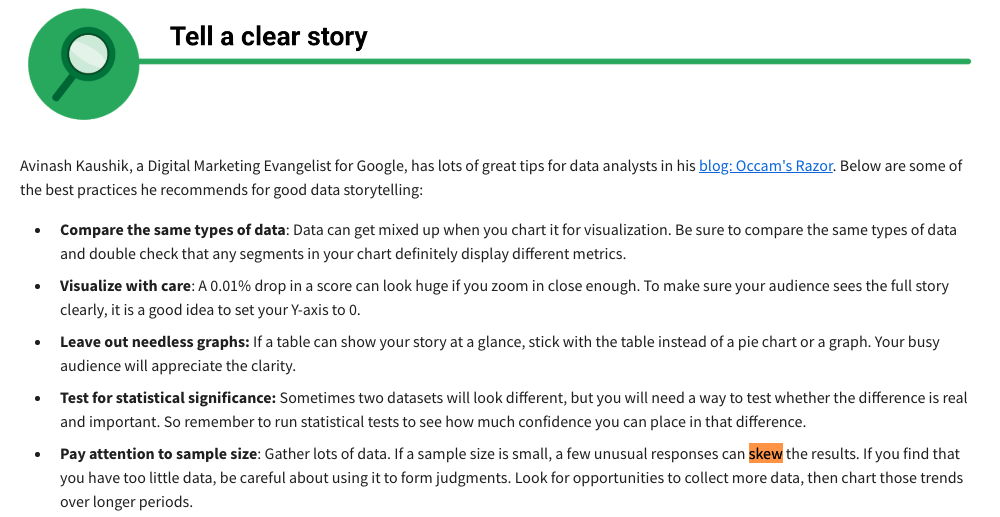 Tell a clear story
Avinash Kaushik, a Digital Marketing Evangelist for Google, has lots of great tips for data analysts in his blog: Occam's Razor. Below are some of
the best practices he recommends for good data storytelling:
• Compare the same types of data: Data can get mixed up when you chart it for visualization. Be sure to compare the same types of data
and double check that any segments in your chart definitely display different metrics.
• Visualize with care: A 0.01% drop in a score can look huge if you zoom in close enough. To make sure your audience sees the full story
clearly, it is a good idea to set your Y-axis to 0.
• Leave out needless graphs: If a table can show your story at a glance, stick with the table instead of a pie chart or a graph. Your busy
audience will appreciate the clarity.
• Test for statistical significance: Sometimes two datasets will look different, but you will need a way to test whether the difference is real
and important. So remember to run statistical tests to see how much confidence you can place in that difference.
• Pay attention to sample size: Gather lots of data. If a sample size is small, a few unusual responses can skew the results. If you find that
you have too little data, be careful about using it to form judgments. Look for opportunities to collect more data, then chart those trends
over longer periods.